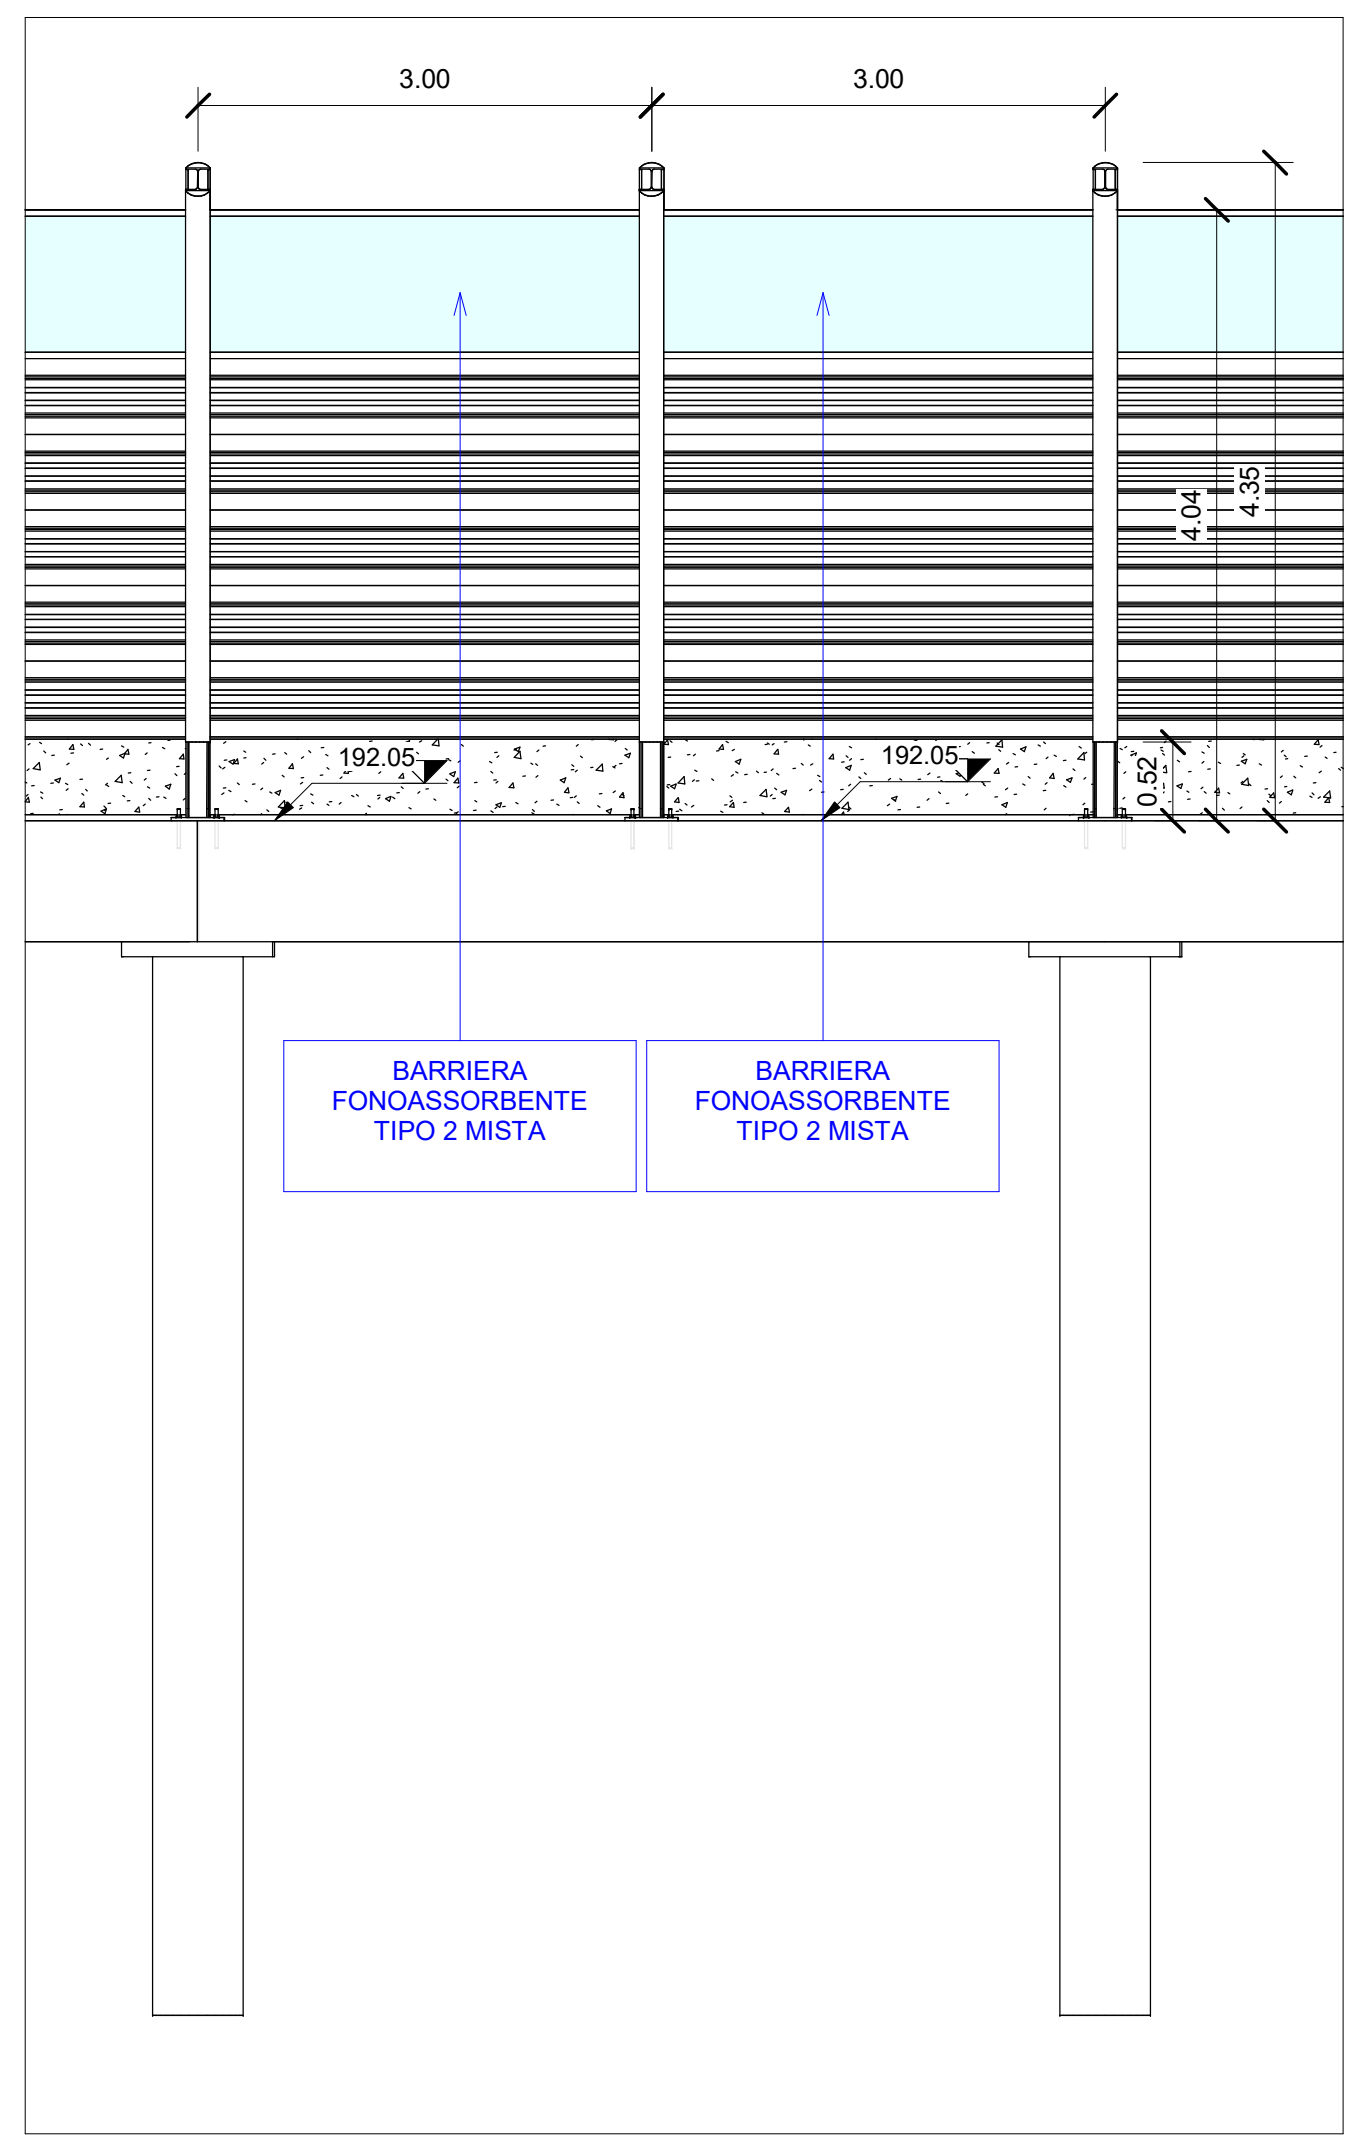 3.00
3.00
4.35
4.04
192.05
192.05
0.52
BARRIERA
FONOASSORBENTE
TIPO 2 MISTA
BARRIERA
FONOASSORBENTE
TIPO 2 MISTA